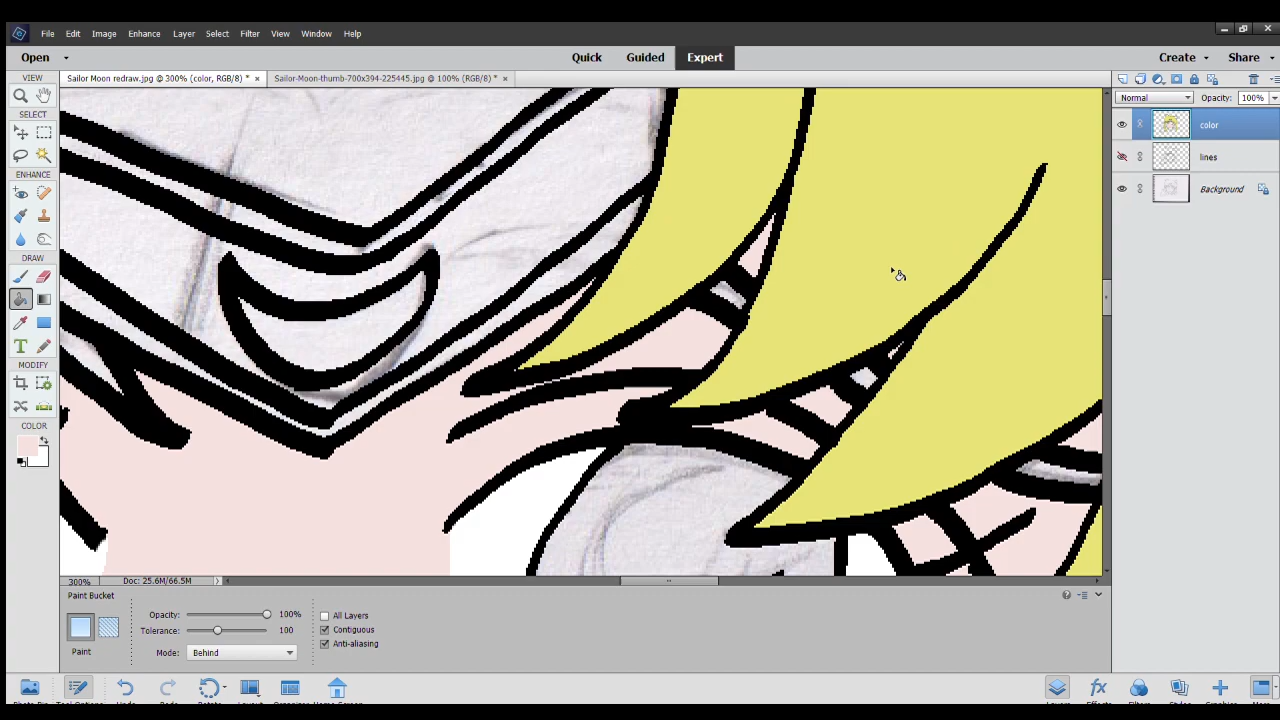 File Edit Image Enhance Layer Select Filter View Window Help
Open Quick Guided Expert Create Share
VIEW Sailor Moon redraw.jpg @ 300% (color, RGB/8) * × Sailor-Moon-thumb-700x394-225445.jpg @ 100% (RGB/8) * ×
Normal Opacity: 100%
SELECT
color
lines
ENHANCE
Background
DRAW
MODIFY
COLOR
300% Doc: 25.6M/66.5M
Paint Bucket
Opacity: 100% All Layers
Tolerance: 100 Contiguous
Anti-aliasing
Paint Mode: Behind